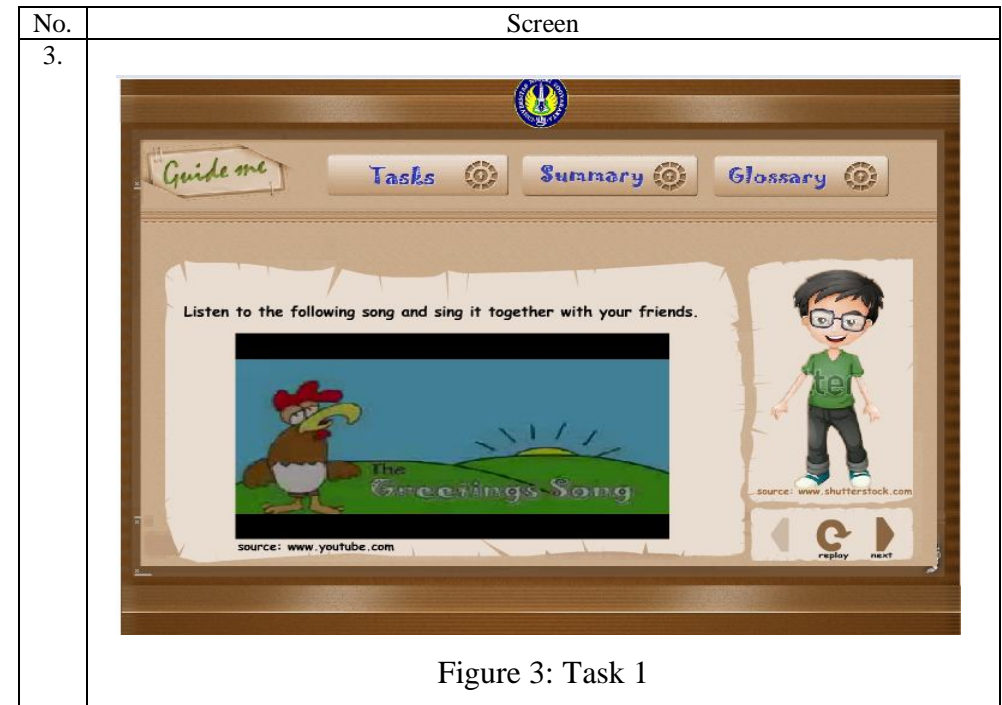 No.
Screen
3.
Guide me
Tasks
Summary
Glossary
Listen to the following song and sing it together with your friends.
The
Greetings Song
source: www.youtube.com
ter
source: www.shutterstock.com
replay
next
Figure 3: Task 1